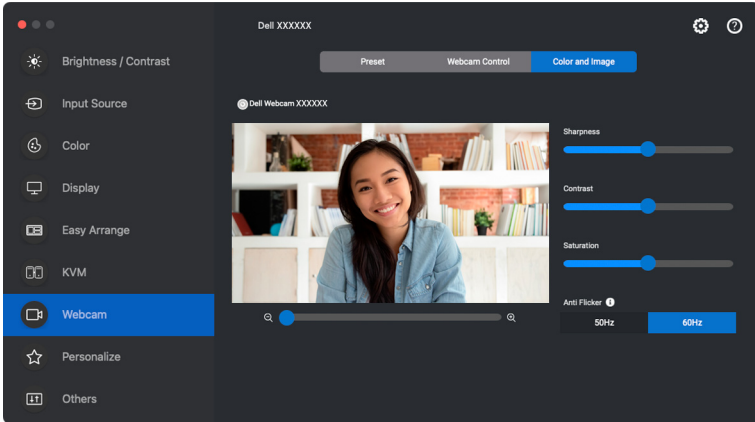 Dell XXXXXX
Brightness / Contrast
Input Source
Color
Display
Easy Arrange
KVM
Webcam
Personalize
Others
Preset
Webcam Control
Color and Image
Dell Webcam XXXXXX
Sharpness
Contrast
Saturation
Anti Flicker
50Hz
60Hz